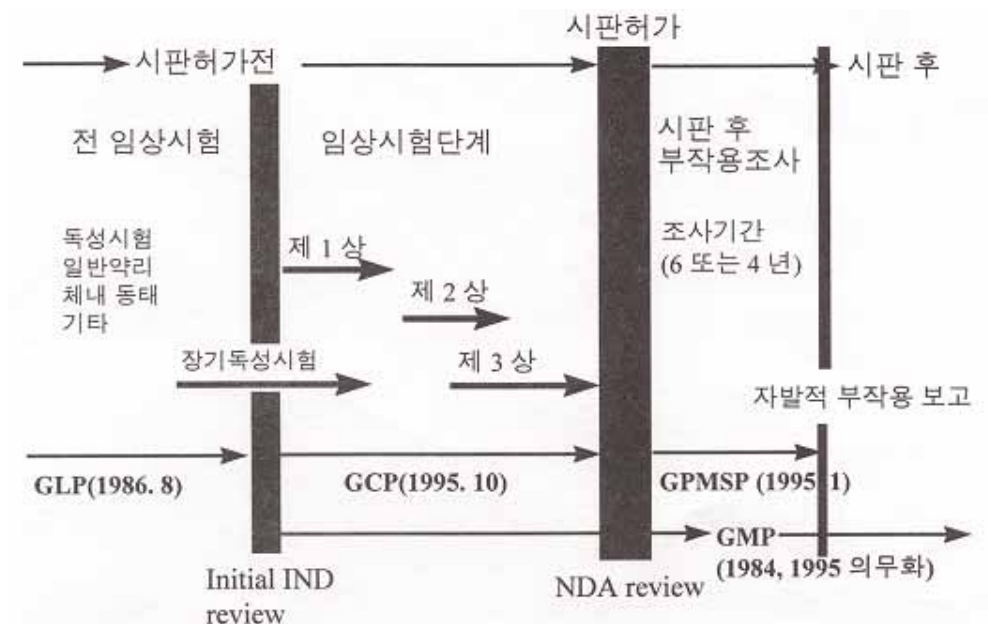 시판허가
시판허가전
시판 후
전 임상시험
임상시험단계
시판 후
부작용조사
독성시험
일반약리
체내 동태
기타
제 1 상
조사기간
(6 또는 4 년)
제 2 상
장기독성시험
제 3 상
자발적 부작용 보고
GLP(1986. 8)
GCP(1995. 10)
GPMSP (1995 1)
GMP
(1984, 1995 의무화)
Initial IND
review
NDA review